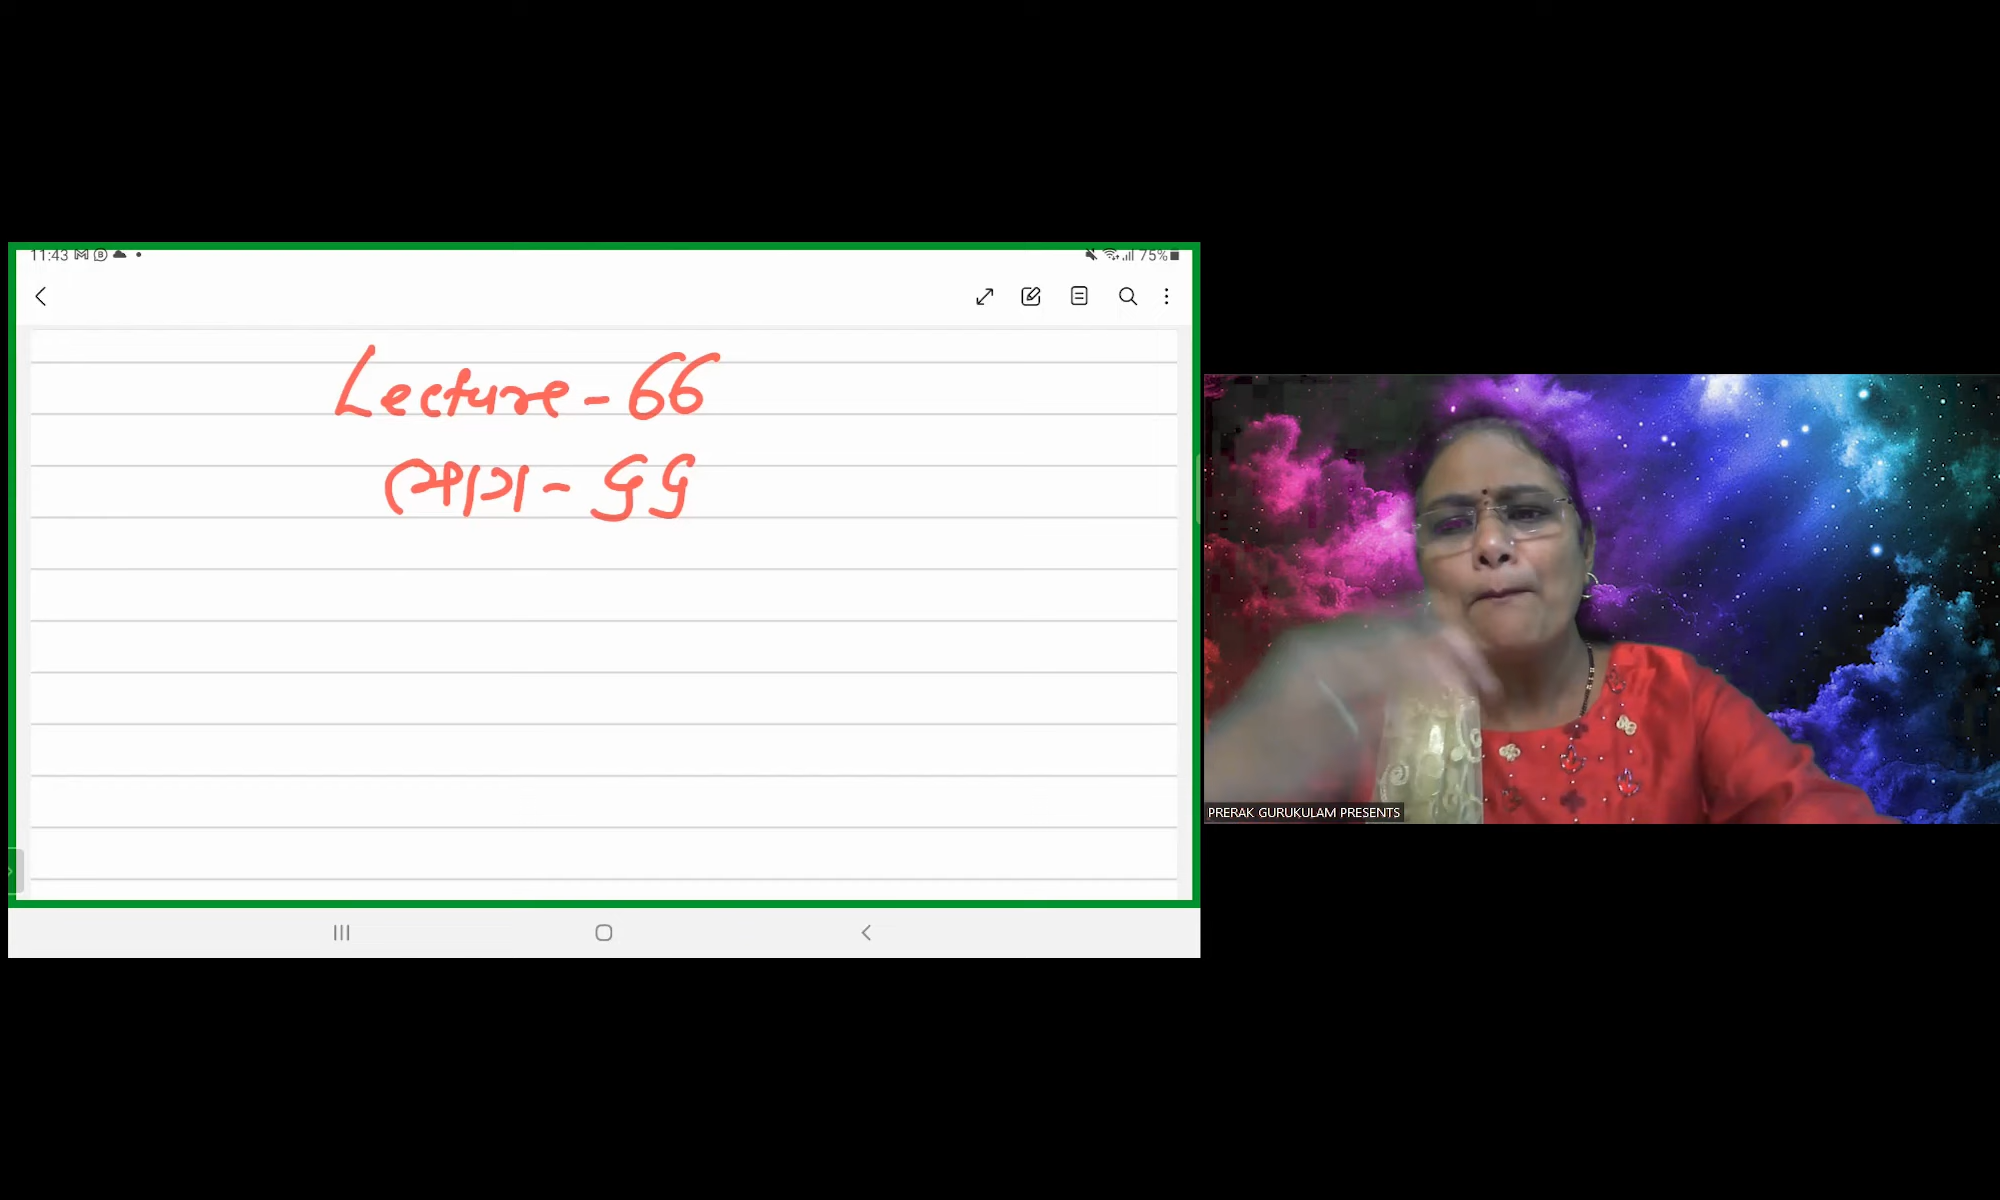 11:43
75%
Lecture - 66
ભાગ - ૬૬
PRERAK GURUKULAM PRESENTS